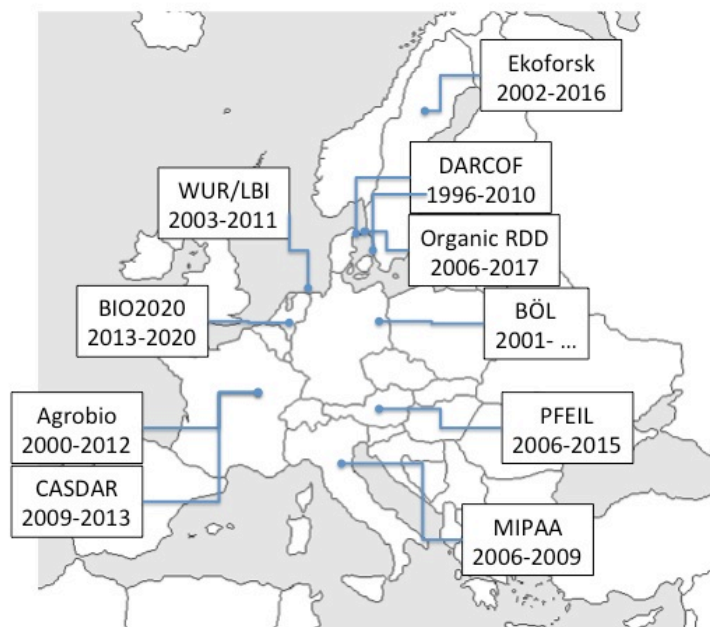 Ekoforsk
2002-2016
DARCOF
1996-2010
WUR/LBI
2003-2011
Organic RDD
2006-2017
BIO2020
2013-2020
BÖL
2001- ...
Agrobio
2000-2012
PFEIL
2006-2015
CASDAR
2009-2013
MIPAA
2006-2009